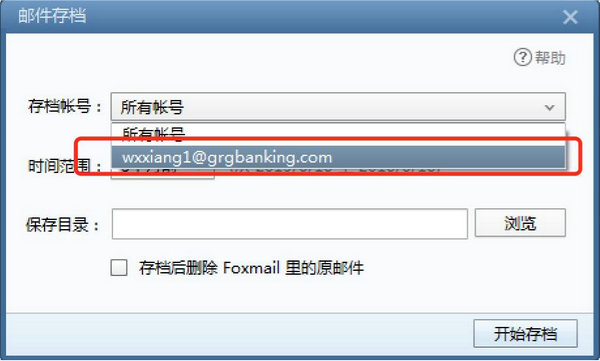 邮件存档
帮助
存档帐号： 所有帐号
所有帐号
wxxiang1@grgbanking.com
时间范围：
保存目录： 浏览
存档后删除 Foxmail 里的原邮件
开始存档